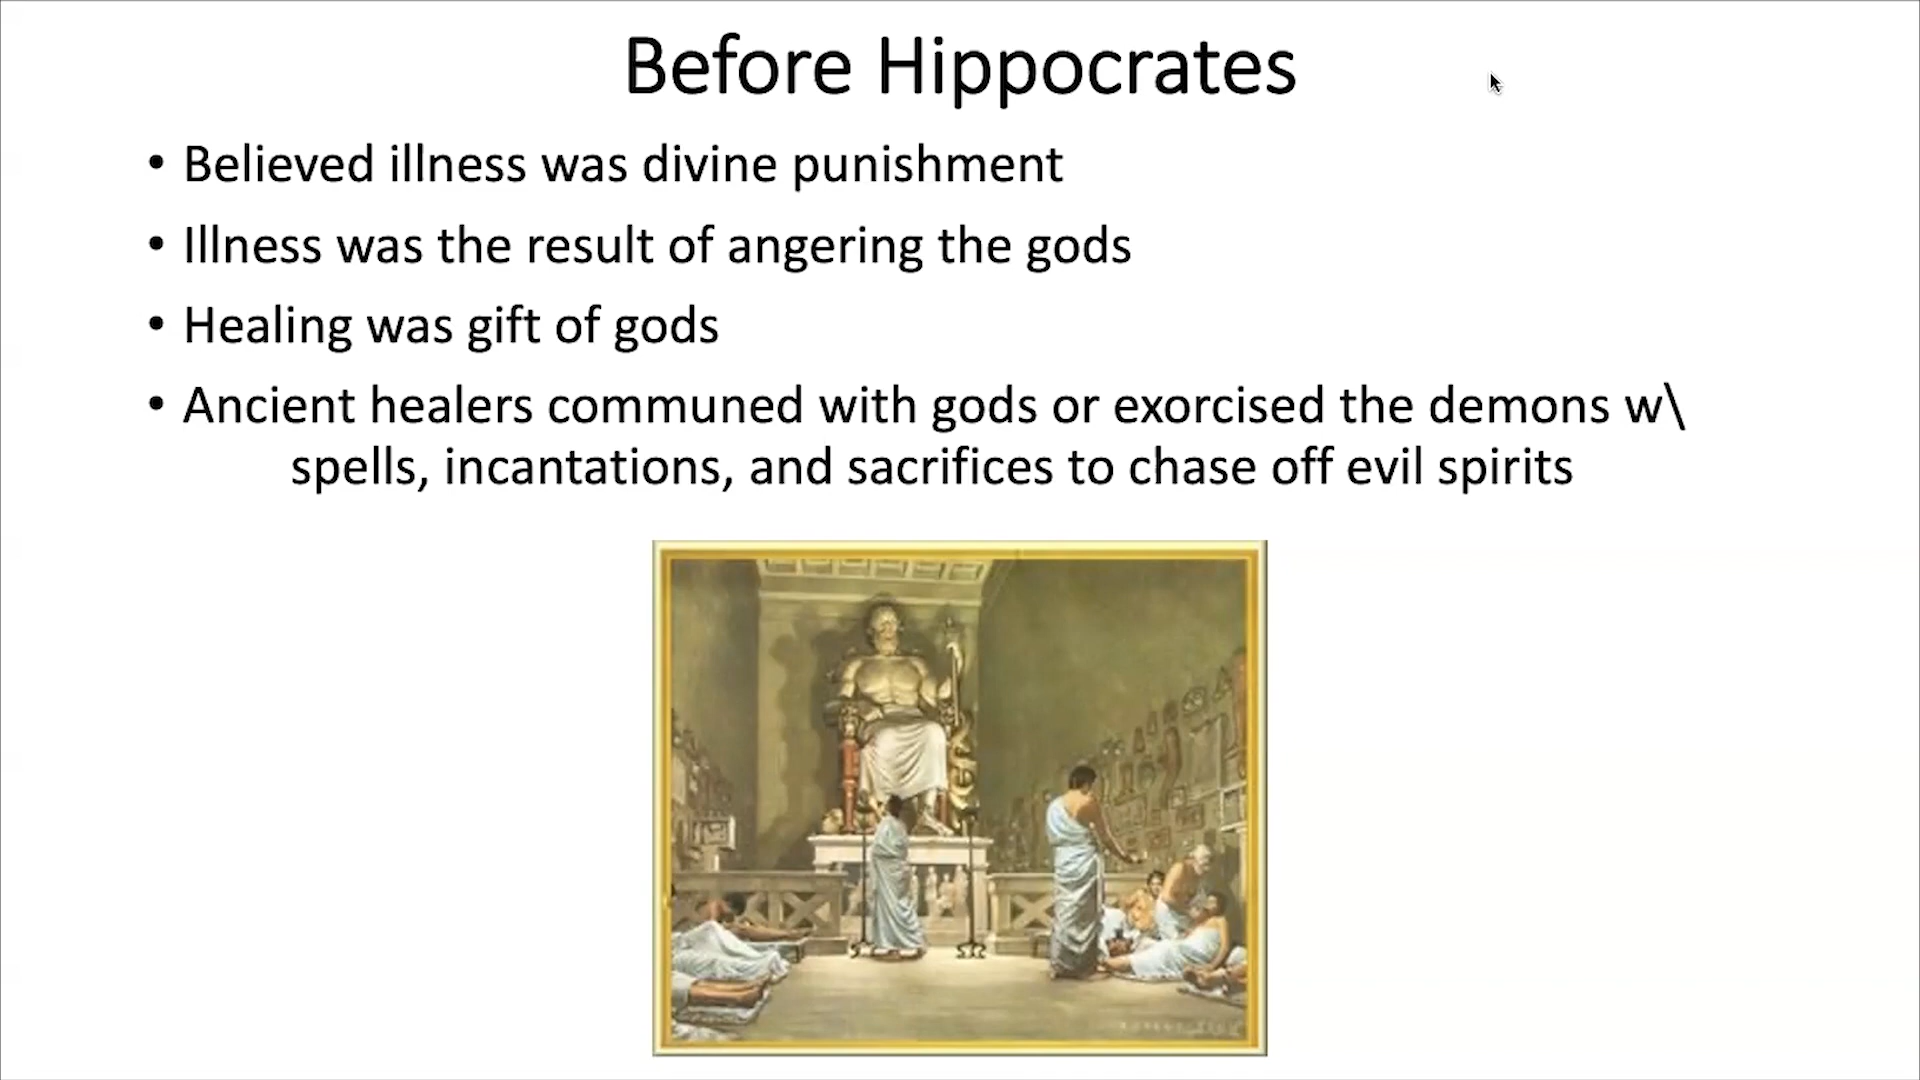 Before Hippocrates
• Believed illness was divine punishment
• Illness was the result of angering the gods
• Healing was gift of gods
• Ancient healers communed with gods or exorcised the demons w\
spells, incantations, and sacrifices to chase off evil spirits